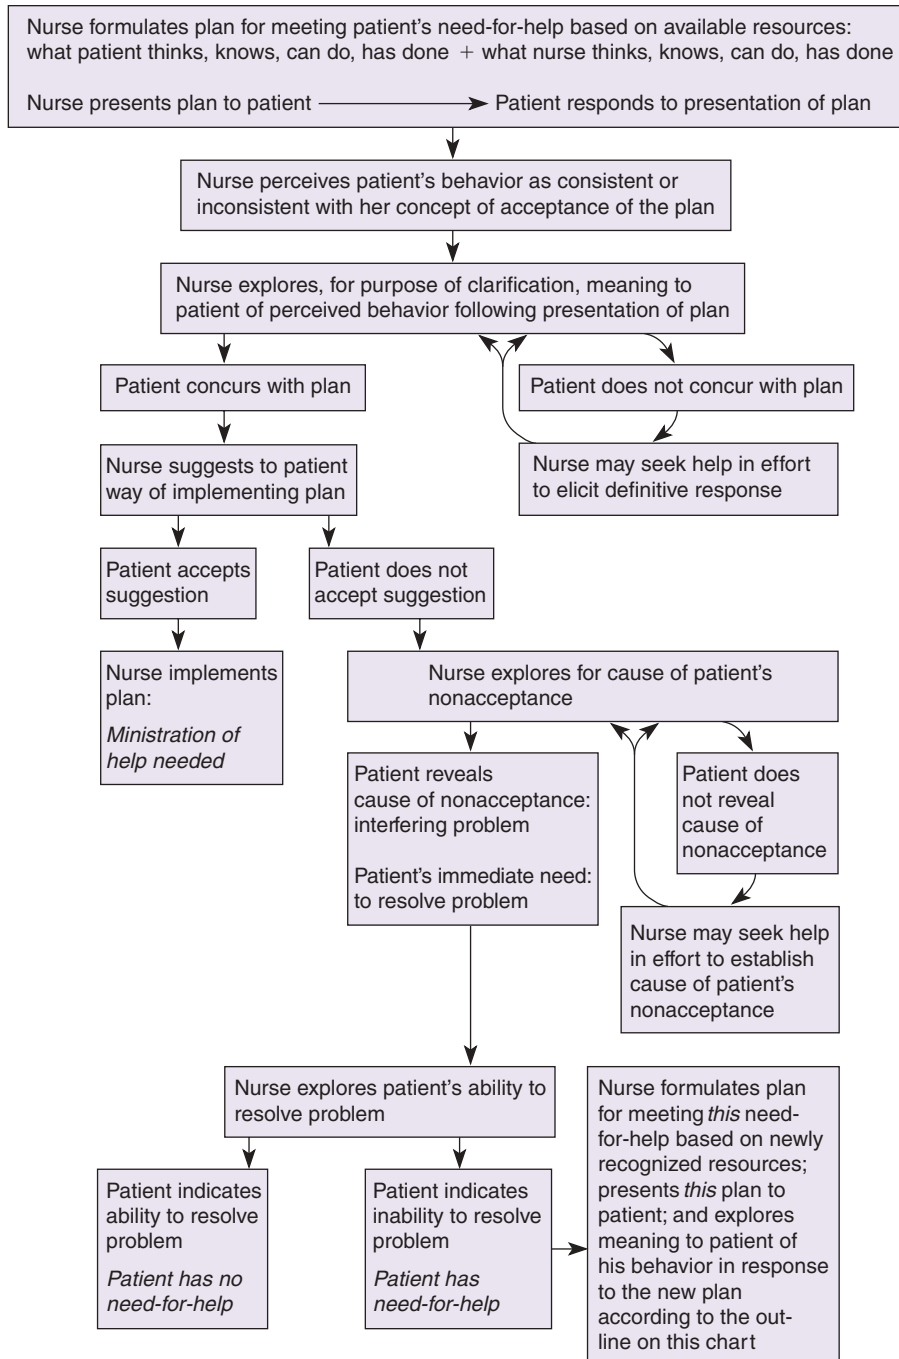 Nurse formulates plan for meeting patient’s need-for-help based on available resources:
what patient thinks, knows, can do, has done + what nurse thinks, knows, can do, has done
Nurse presents plan to patient
Patient responds to presentation of plan
Nurse perceives patient’s behavior as consistent or
inconsistent with her concept of acceptance of the plan
Nurse explores, for purpose of clarification, meaning to
patient of perceived behavior following presentation of plan
Patient concurs with plan
Patient does not concur with plan
Nurse suggests to patient
way of implementing plan
Nurse may seek help in effort
to elicit definitive response
Patient accepts
suggestion
Patient does not
accept suggestion
Nurse implements
plan:
Ministration of
help needed
Nurse explores for cause of patient’s
nonacceptance
Patient reveals
cause of nonacceptance:
interfering problem
Patient’s immediate need:
to resolve problem
Patient does
not reveal
cause of
nonacceptance
Nurse may seek help
in effort to establish
cause of patient’s
nonacceptance
Nurse explores patient’s ability to
resolve problem
Patient indicates
ability to resolve
problem
Patient has no
need-for-help
Patient indicates
inability to resolve
problem
Patient has
need-for-help
Nurse formulates plan
for meeting this need-
for-help based on newly
recognized resources;
presents this plan to
patient; and explores
meaning to patient of
his behavior in response
to the new plan
according to the out-
line on this chart